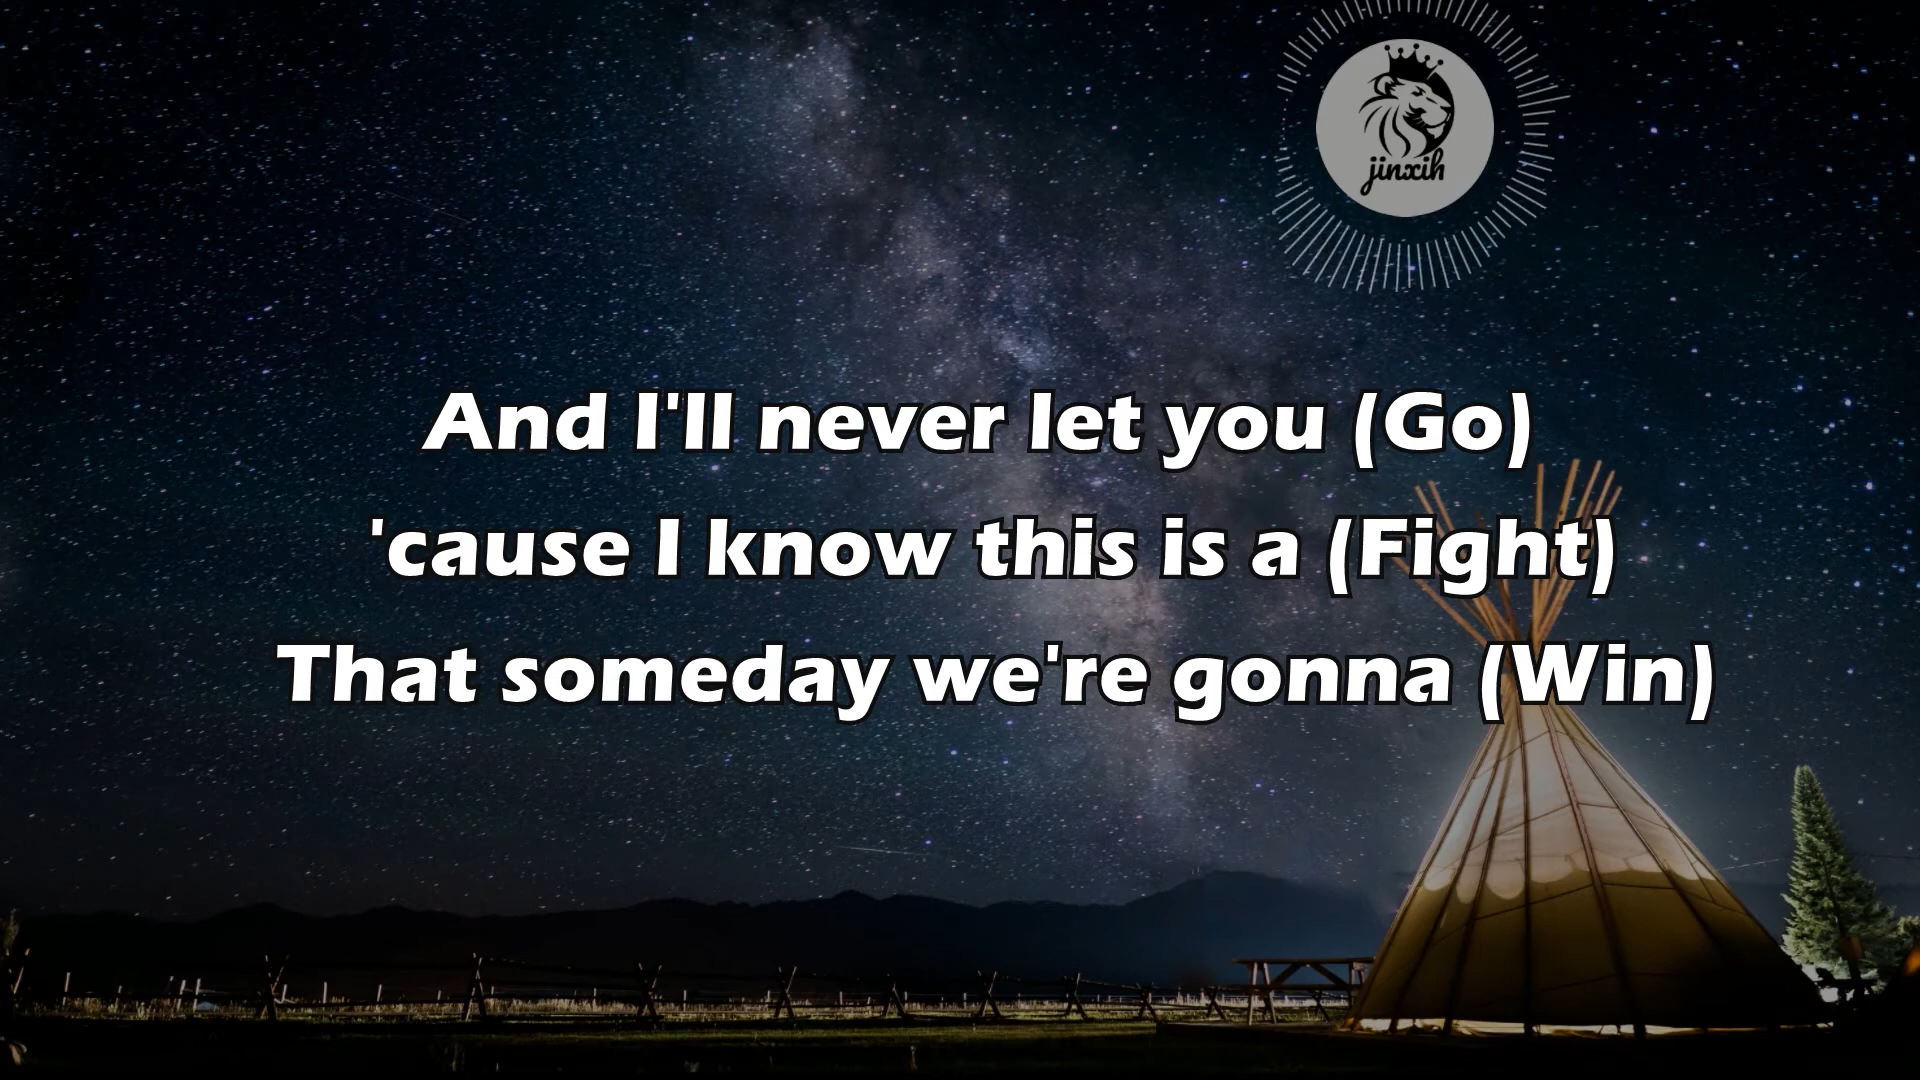 jinxih
And I'll never let you (Go)
'cause I know this is a (Fight)
That someday we're gonna (Win)